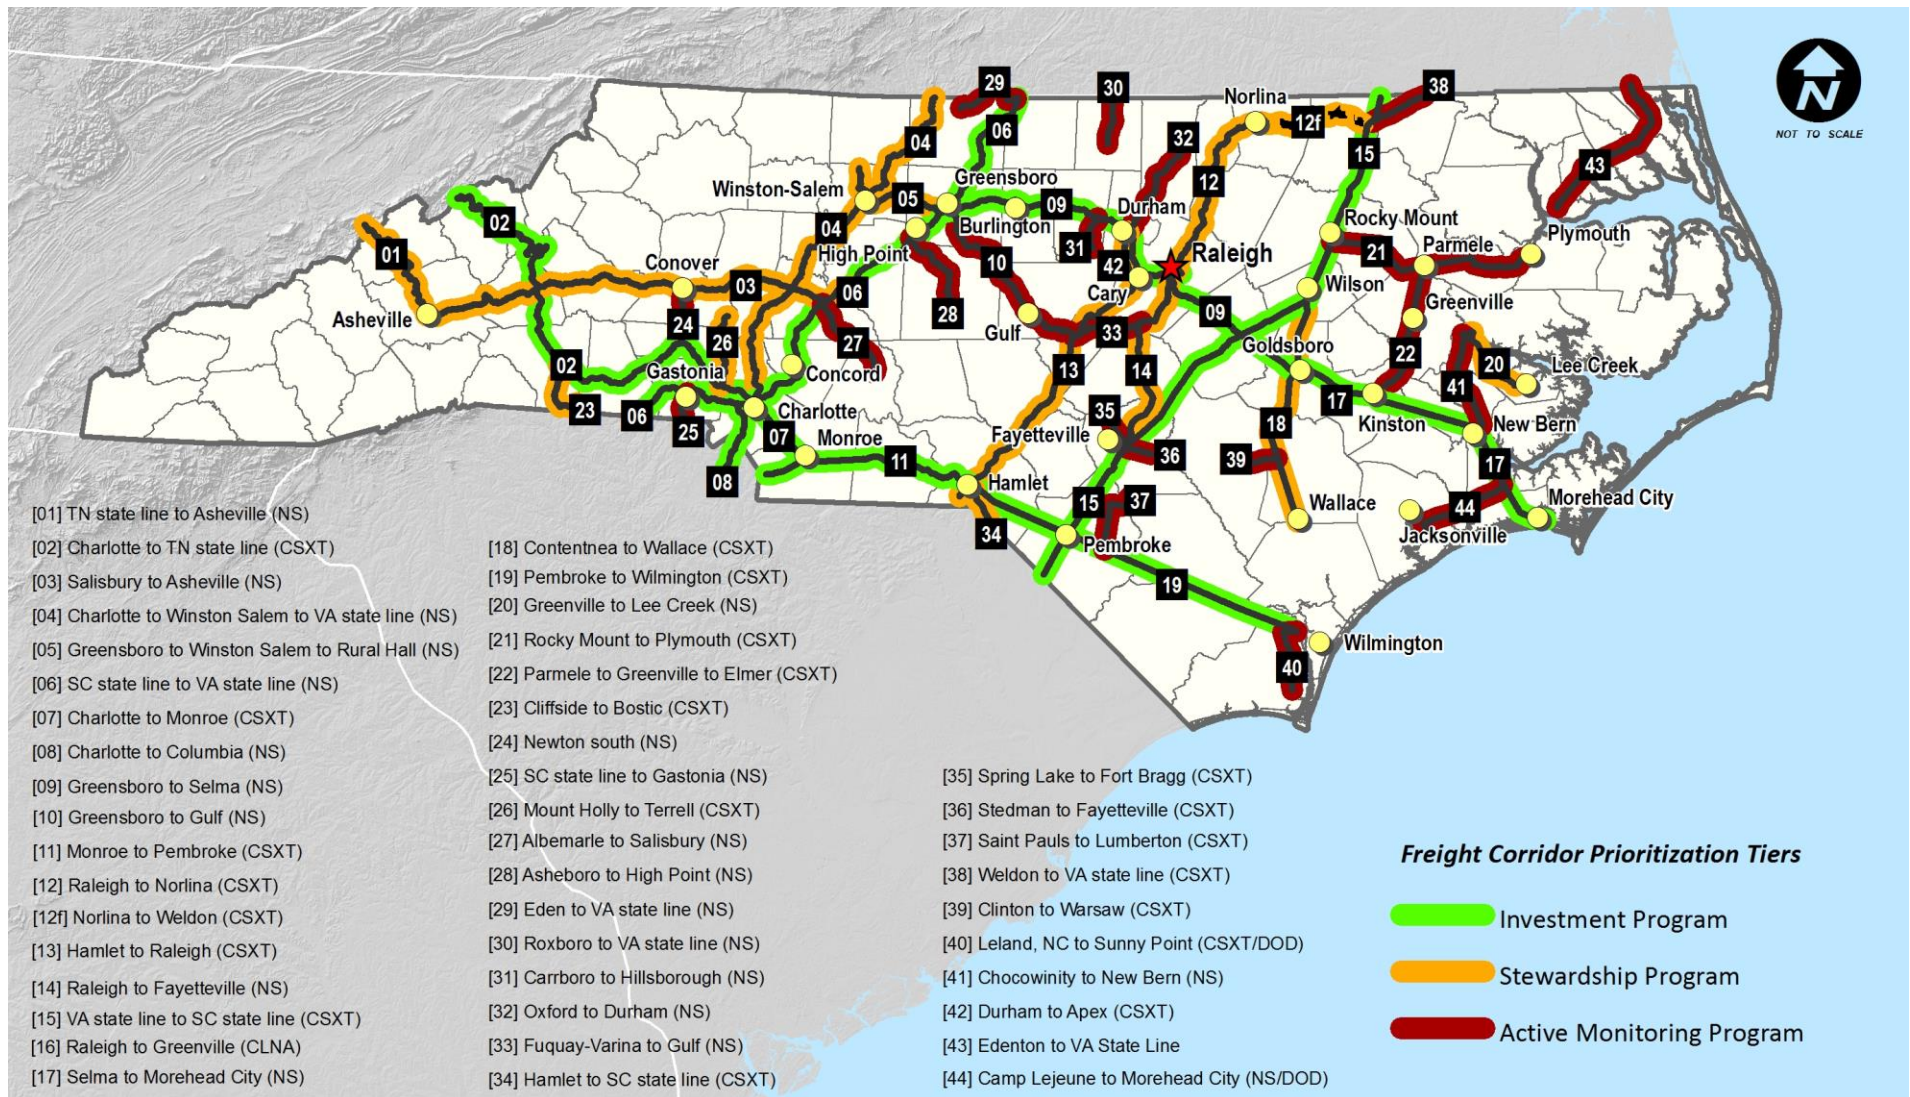 29
30
38
Norlina
06
12f
N
NOT TO SCALE
04
32
15
43
Winston-Salem
Greensboro
12
05
09
Durham
02
04
Burlington
31
Rocky Mount
Plymouth
01
High Point
10
42
Raleigh
21
Parmele
Conover
03
06
28
Cary
09
Wilson
Greenville
Asheville
24
26
27
Gulf
33
Goldsboro
22
20
Lee Creek
02
Gastonia
Concord
13
14
41
23
06
25
Charlotte
17
Kinston
New Bern
07
Monroe
35
Fayetteville
36
18
39
17
08
11
Hamlet
15
37
Wallace
44
Morehead City
34
Pembroke
Jacksonville
19
40
Wilmington
[01] TN state line to Asheville (NS)
[02] Charlotte to TN state line (CSXT)
[03] Salisbury to Asheville (NS)
[04] Charlotte to Winston Salem to VA state line (NS)
[05] Greensboro to Winston Salem to Rural Hall (NS)
[06] SC state line to VA state line (NS)
[07] Charlotte to Monroe (CSXT)
[08] Charlotte to Columbia (NS)
[09] Greensboro to Selma (NS)
[10] Greensboro to Gulf (NS)
[11] Monroe to Pembroke (CSXT)
[12] Raleigh to Norlina (CSXT)
[12f] Norlina to Weldon (CSXT)
[13] Hamlet to Raleigh (CSXT)
[14] Raleigh to Fayetteville (NS)
[15] VA state line to SC state line (CSXT)
[16] Raleigh to Greenville (CLNA)
[17] Selma to Morehead City (NS)
[18] Contentnea to Wallace (CSXT)
[19] Pembroke to Wilmington (CSXT)
[20] Greenville to Lee Creek (NS)
[21] Rocky Mount to Plymouth (CSXT)
[22] Parmele to Greenville to Elmer (CSXT)
[23] Cliffside to Bostic (CSXT)
[24] Newton south (NS)
[25] SC state line to Gastonia (NS)
[26] Mount Holly to Terrell (CSXT)
[27] Albemarle to Salisbury (NS)
[28] Asheboro to High Point (NS)
[29] Eden to VA state line (NS)
[30] Roxboro to VA state line (NS)
[31] Carrboro to Hillsborough (NS)
[32] Oxford to Durham (NS)
[33] Fuquay-Varina to Gulf (NS)
[34] Hamlet to SC state line (CSXT)
[35] Spring Lake to Fort Bragg (CSXT)
[36] Stedman to Fayetteville (CSXT)
[37] Saint Pauls to Lumberton (CSXT)
[38] Weldon to VA state line (CSXT)
[39] Clinton to Warsaw (CSXT)
[40] Leland, NC to Sunny Point (CSXT/DOD)
[41] Chocowinity to New Bern (NS)
[42] Durham to Apex (CSXT)
[43] Edenton to VA State Line
[44] Camp Lejeune to Morehead City (NS/DOD)
Freight Corridor Prioritization Tiers
Investment Program
Stewardship Program
Active Monitoring Program